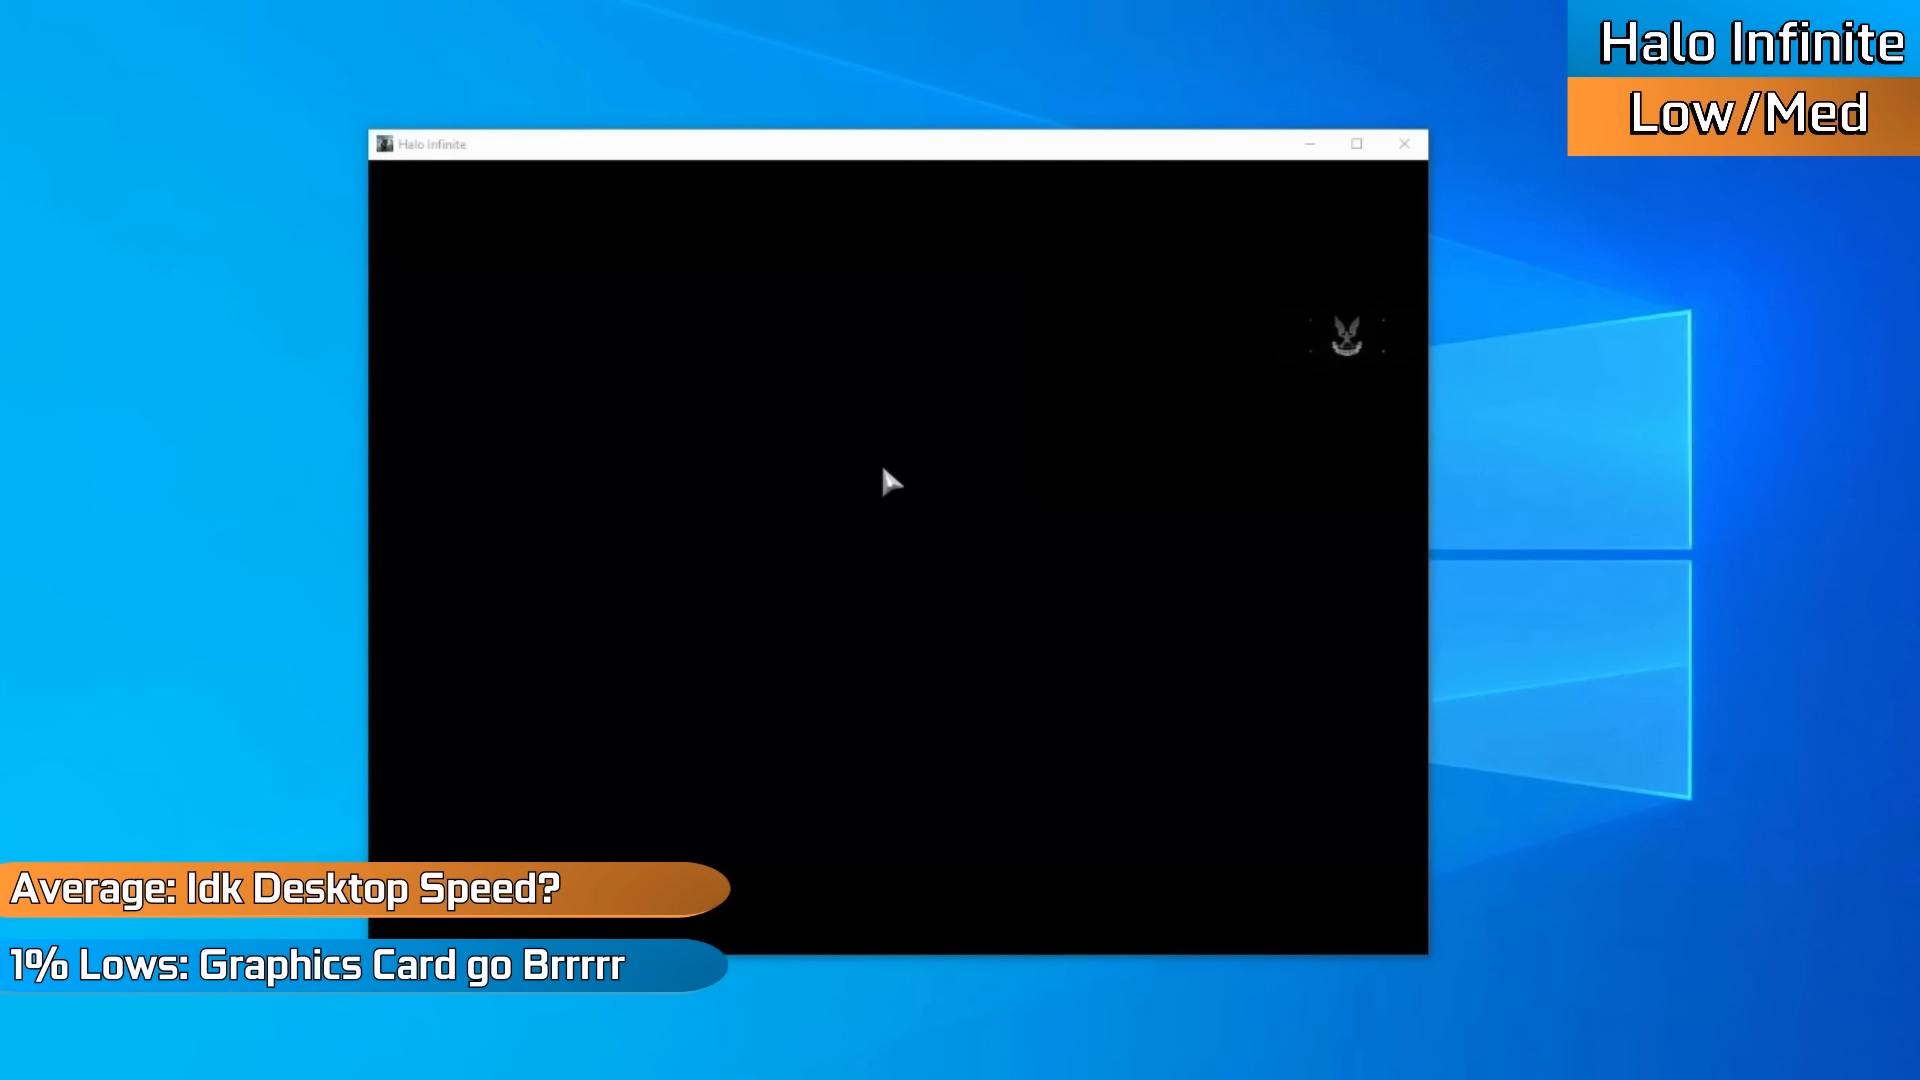 Halo Infinite
Low/Med
Halo Infinite
Average: Idk Desktop Speed?
1% Lows: Graphics Card go Brrrrr